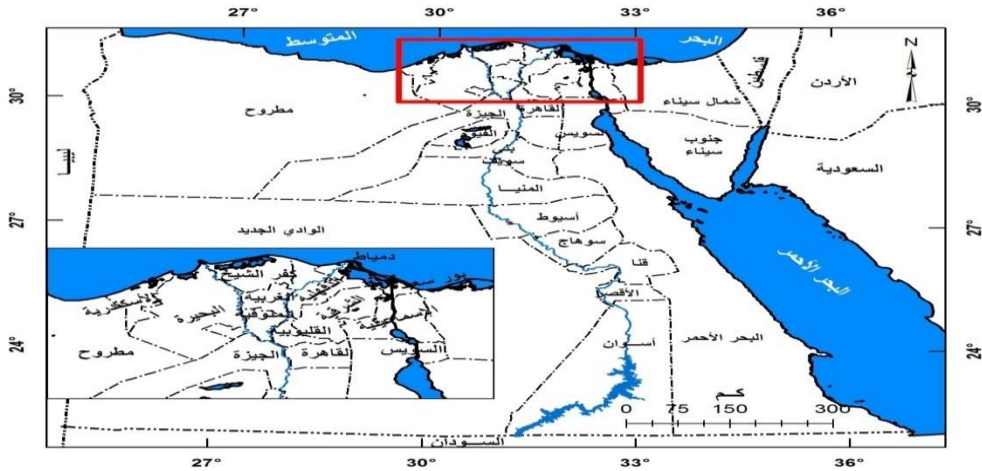 27° 30° 33° 36°
المتوسط
البحر
N
30°
مطروح
الجيزة
القاهرة
شمال سيناء
فلسطين
الأردن
30°
ليبيا
الفيوم
بني
سويف
السويس
جنوب
سيناء
السعودية
المنيا
27°
أسيوط
27°
الوادي الجديد
سوهاج
قنا
البحر الأحمر
الأقصر
24°
أسوان
البحر الأحمر
24°
كم
0 75 150 300
السودان
27° 30° 33° 36°
دمياط
كفر الشيخ
الأسكندرية
البحيرة
الغربية
المنوفية
القليوبية
مطروح
الجيزة
القاهرة
السويس